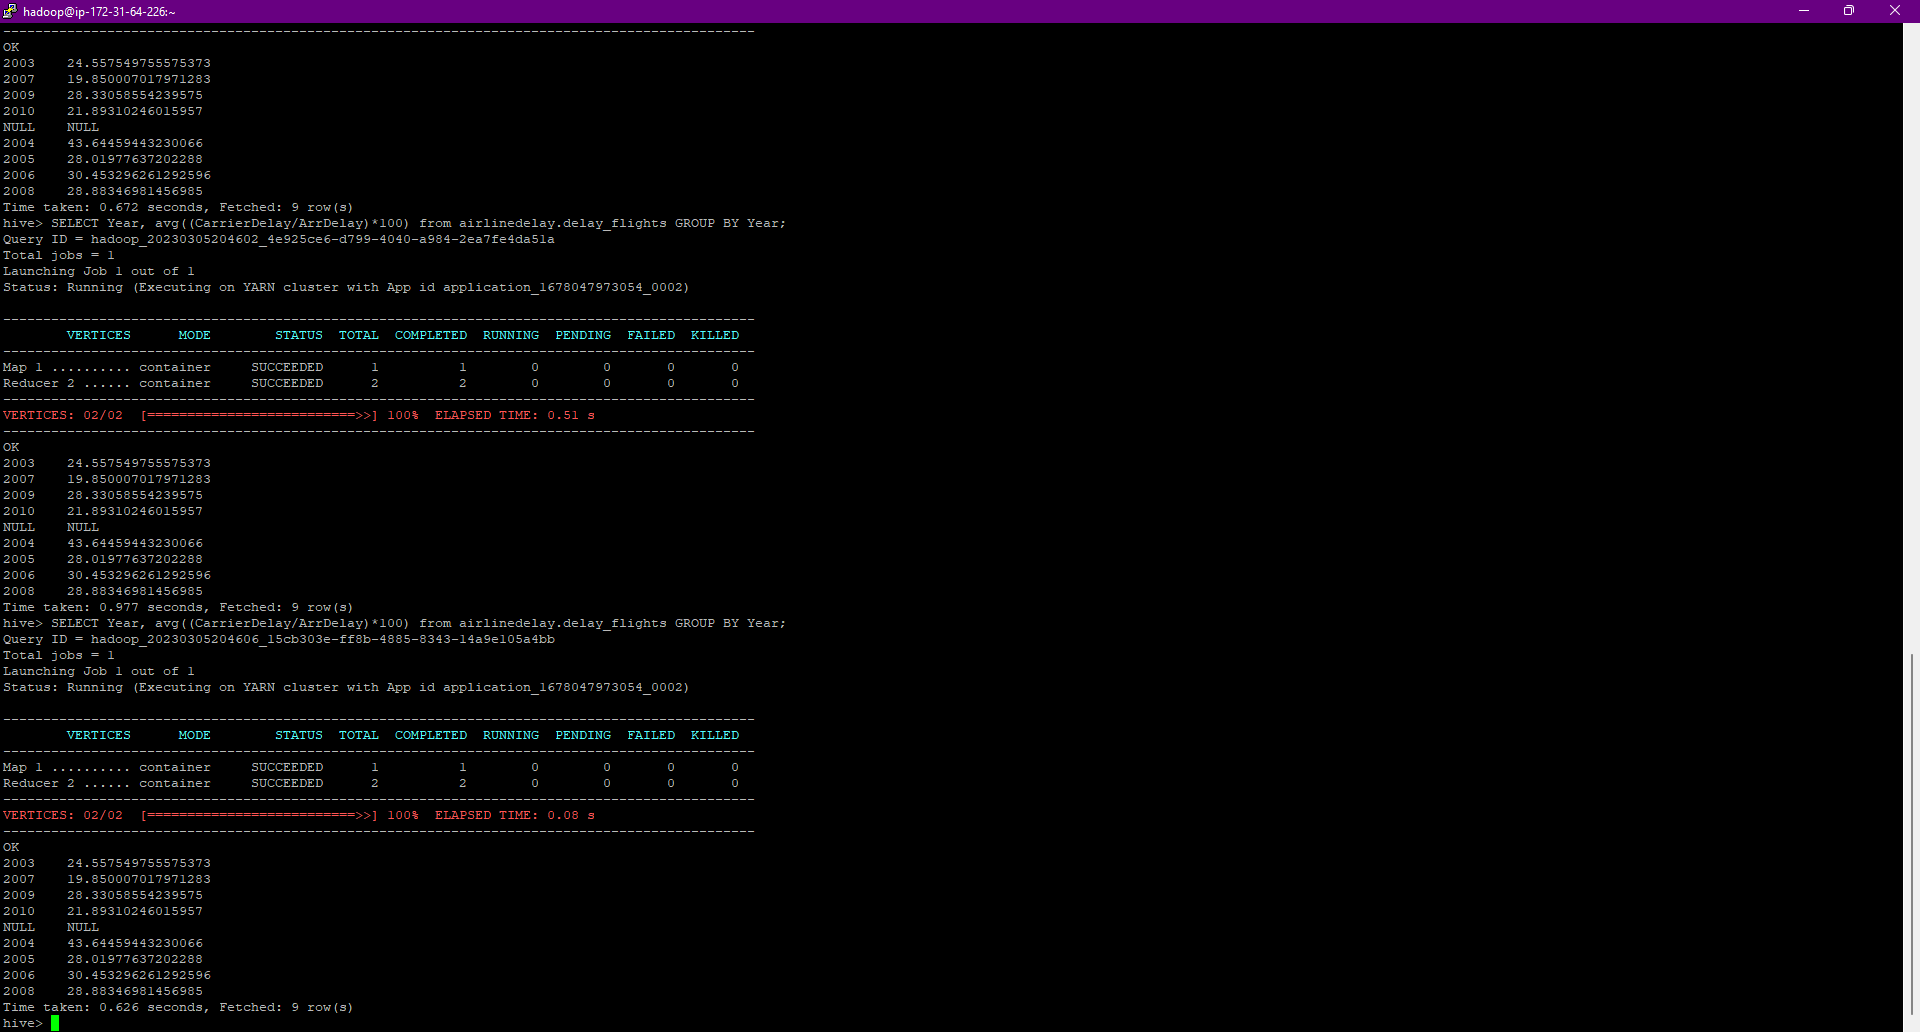 hadoop@ip-172-31-64-226:~
----------------------------------------------------------------------------------------------
OK
2003    24.557549755575373
2007    19.850007017971283
2009    28.33058554239575
2010    21.89310246015957
NULL    NULL
2004    43.64459443230066
2005    28.01977637202288
2006    30.453296261292596
2008    28.88346981456985
Time taken: 0.672 seconds, Fetched: 9 row(s)
hive> SELECT Year, avg((CarrierDelay/ArrDelay)*100) from airlinedelay.delay_flights GROUP BY Year;
Query ID = hadoop_20230305204602_4e925ce6-d799-4040-a984-2ea7fe4da51a
Total jobs = 1
Launching Job 1 out of 1
Status: Running (Executing on YARN cluster with App id application_1678047973054_0002)
----------------------------------------------------------------------------------------------
        VERTICES      MODE        STATUS  TOTAL  COMPLETED  RUNNING  PENDING  FAILED  KILLED
----------------------------------------------------------------------------------------------
Map 1 .......... container     SUCCEEDED      1          1        0        0       0       0
Reducer 2 ...... container     SUCCEEDED      2          2        0        0       0       0
----------------------------------------------------------------------------------------------
VERTICES: 02/02  [==========================>>] 100%  ELAPSED TIME: 0.51 s
----------------------------------------------------------------------------------------------
OK
2003    24.557549755575373
2007    19.850007017971283
2009    28.33058554239575
2010    21.89310246015957
NULL    NULL
2004    43.64459443230066
2005    28.01977637202288
2006    30.453296261292596
2008    28.88346981456985
Time taken: 0.977 seconds, Fetched: 9 row(s)
hive> SELECT Year, avg((CarrierDelay/ArrDelay)*100) from airlinedelay.delay_flights GROUP BY Year;
Query ID = hadoop_20230305204606_15cb303e-ff8b-4885-8343-14a9e105a4bb
Total jobs = 1
Launching Job 1 out of 1
Status: Running (Executing on YARN cluster with App id application_1678047973054_0002)
----------------------------------------------------------------------------------------------
        VERTICES      MODE        STATUS  TOTAL  COMPLETED  RUNNING  PENDING  FAILED  KILLED
----------------------------------------------------------------------------------------------
Map 1 .......... container     SUCCEEDED      1          1        0        0       0       0
Reducer 2 ...... container     SUCCEEDED      2          2        0        0       0       0
----------------------------------------------------------------------------------------------
VERTICES: 02/02  [==========================>>] 100%  ELAPSED TIME: 0.08 s
----------------------------------------------------------------------------------------------
OK
2003    24.557549755575373
2007    19.850007017971283
2009    28.33058554239575
2010    21.89310246015957
NULL    NULL
2004    43.64459443230066
2005    28.01977637202288
2006    30.453296261292596
2008    28.88346981456985
Time taken: 0.626 seconds, Fetched: 9 row(s)
hive>